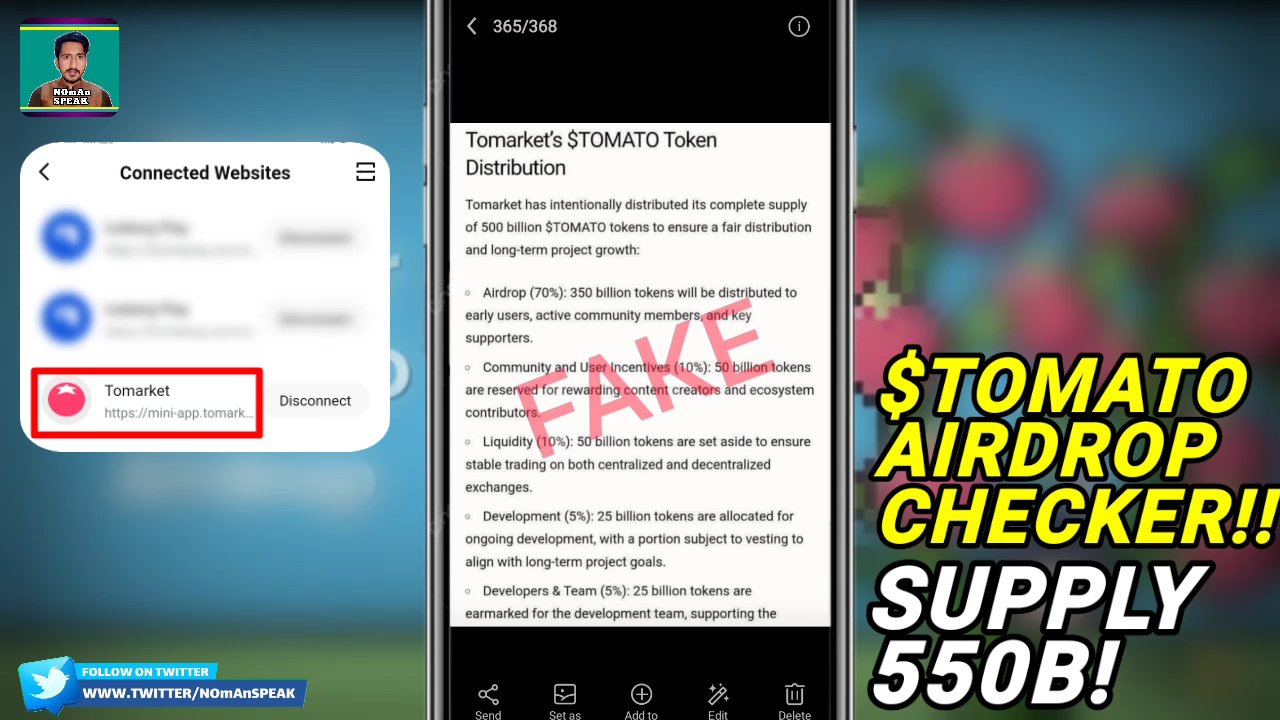 NOmAn
SPEAK
Connected Websites
Disconnect
Disconnect
Tomarket
https://mini-app.tomark...
Disconnect
FOLLOW ON TWITTER
WWW.TWITTER/NOmAnSPEAK
365/368
Tomarket’s $TOMATO Token
Distribution
Tomarket has intentionally distributed its complete supply
of 500 billion $TOMATO tokens to ensure a fair distribution
and long-term project growth:
Airdrop (70%): 350 billion tokens will be distributed to
early users, active community members, and key
supporters.
Community and User Incentives (10%): 50 billion tokens
are reserved for rewarding content creators and ecosystem
contributors.
Liquidity (10%): 50 billion tokens are set aside to ensure
stable trading on both centralized and decentralized
exchanges.
Development (5%): 25 billion tokens are allocated for
ongoing development, with a portion subject to vesting to
align with long-term project goals.
Developers & Team (5%): 25 billion tokens are
earmarked for the development team, supporting the
FAKE
Send
Set as
Add to
Edit
Delete
$TOMATO
AIRDROP
CHECKER!!
SUPPLY
550B!